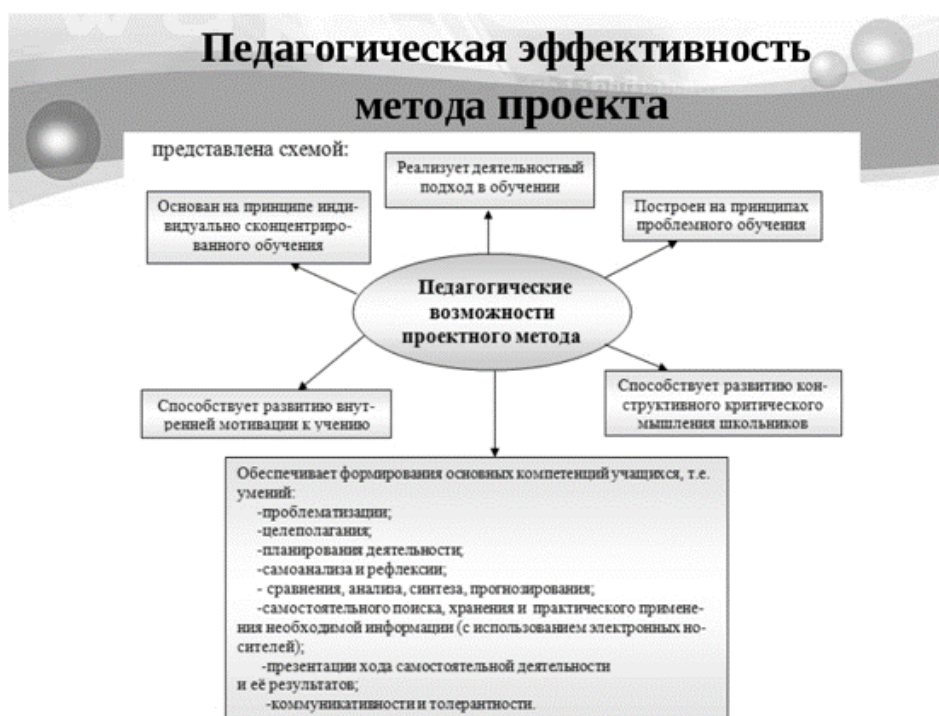 Педагогическая эффективность
метода проекта
представлена схемой:
Реализует деятельностный
подход в обучении
Основан на принципе инди-
видуально сконцентриро-
ванного обучения
Построен на принципах
проблемного обучения
Педагогические
возможности
проектного метода
Способствует развитию внут-
ренней мотивации к учению
Способствует развитию кон-
структивного критического
мышления школьников
Обеспечивает формирования основных компетенций учащихся, т.е.
умений:
-проблематизации;
-целеполагания;
-планирования деятельности;
-самоанализа и рефлексии;
- сравнения, анализа, синтеза, прогнозирования;
-самостоятельного поиска, хранения и практического примене-
ния необходимой информации (с использованием электронных но-
сителей);
-презентации хода самостоятельной деятельности
и её результатов;
-коммуникативности и толерантности.